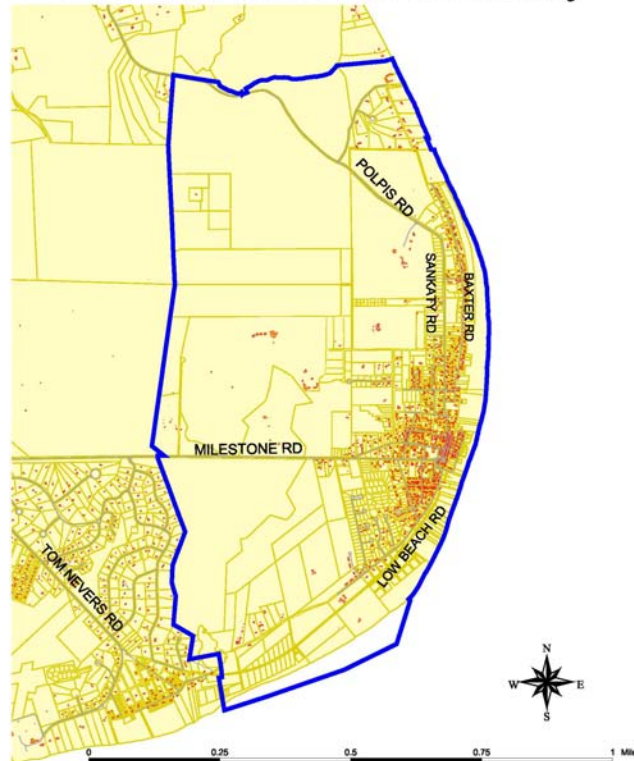 POLPIS RD
SANKATY RD
BAXTER RD
MILESTONE RD
LOW BEACH RD
TOM NEVERS RD
N
W E
S
0 0.25 0.5 0.75 1